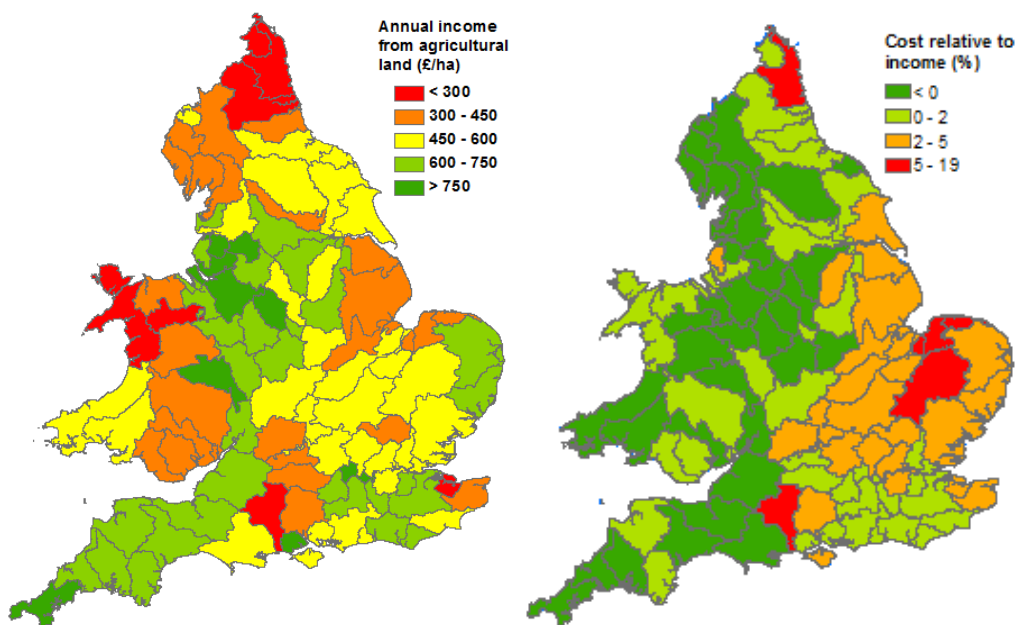 Annual income
from agricultural
land (£/ha)
< 300
300 - 450
450 - 600
600 - 750
> 750
Cost relative to
income (%)
< 0
0 - 2
2 - 5
5 - 19